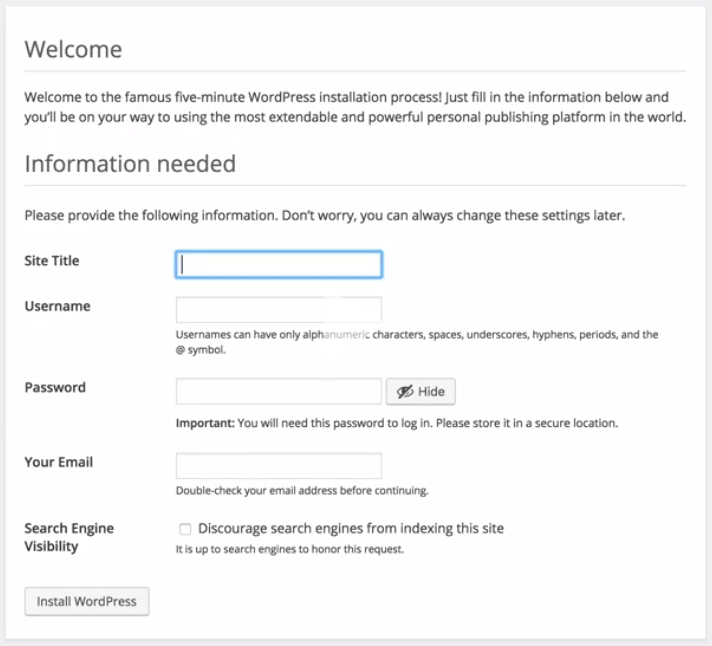 Welcome
Welcome to the famous five-minute WordPress installation process! Just fill in the information below and
you’ll be on your way to using the most extendable and powerful personal publishing platform in the world.
Information needed
Please provide the following information. Don’t worry, you can always change these settings later.
Site Title
Username
Usernames can have only alphanumeric characters, spaces, underscores, hyphens, periods, and the
@ symbol.
Password
Hide
Important: You will need this password to log in. Please store it in a secure location.
Your Email
Double-check your email address before continuing.
Search Engine
Visibility
Discourage search engines from indexing this site
It is up to search engines to honor this request.
Install WordPress